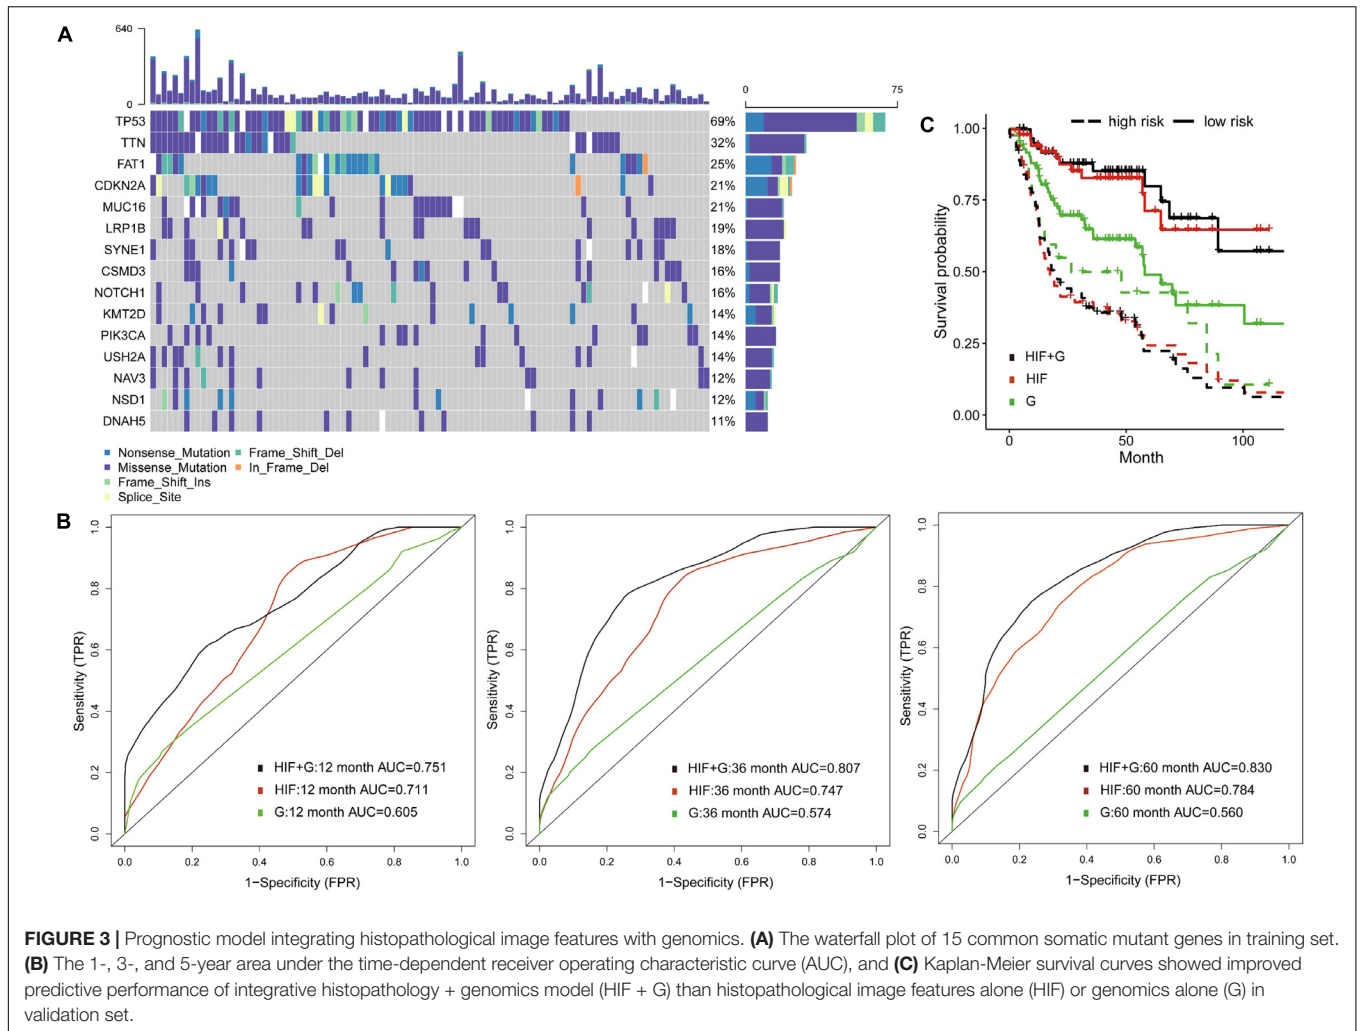 A
640
0
0
75
TP53
69%
TTN
32%
FAT1
25%
CDKN2A
21%
MUC16
21%
LRP1B
19%
SYNE1
18%
CSMD3
16%
NOTCH1
16%
KMT2D
14%
PIK3CA
14%
USH2A
14%
NAV3
12%
NSD1
12%
DNAH5
11%
Nonsense_Mutation
Frame_Shift_Del
Missense_Mutation
In_Frame_Del
Frame_Shift_Ins
Splice_Site
C
high risk
low risk
1.00
0.75
0.50
0.25
0.00
Survival probability
HIF+G
HIF
G
0
50
100
Month
B
1.0
0.8
0.6
0.4
0.2
0.0
Sensitivity (TPR)
HIF+G:12 month AUC=0.751
HIF:12 month AUC=0.711
G:12 month AUC=0.605
0.0
0.2
0.4
0.6
0.8
1.0
1−Specificity (FPR)
1.0
0.8
0.6
0.4
0.2
0.0
Sensitivity (TPR)
HIF+G:36 month AUC=0.807
HIF:36 month AUC=0.747
G:36 month AUC=0.574
0.0
0.2
0.4
0.6
0.8
1.0
1−Specificity (FPR)
1.0
0.8
0.6
0.4
0.2
0.0
Sensitivity (TPR)
HIF+G:60 month AUC=0.830
HIF:60 month AUC=0.784
G:60 month AUC=0.560
0.0
0.2
0.4
0.6
0.8
1.0
1−Specificity (FPR)
FIGURE 3 | Prognostic model integrating histopathological image features with genomics. (A) The waterfall plot of 15 common somatic mutant genes in training set.
(B) The 1-, 3-, and 5-year area under the time-dependent receiver operating characteristic curve (AUC), and (C) Kaplan-Meier survival curves showed improved
predictive performance of integrative histopathology + genomics model (HIF + G) than histopathological image features alone (HIF) or genomics alone (G) in
validation set.